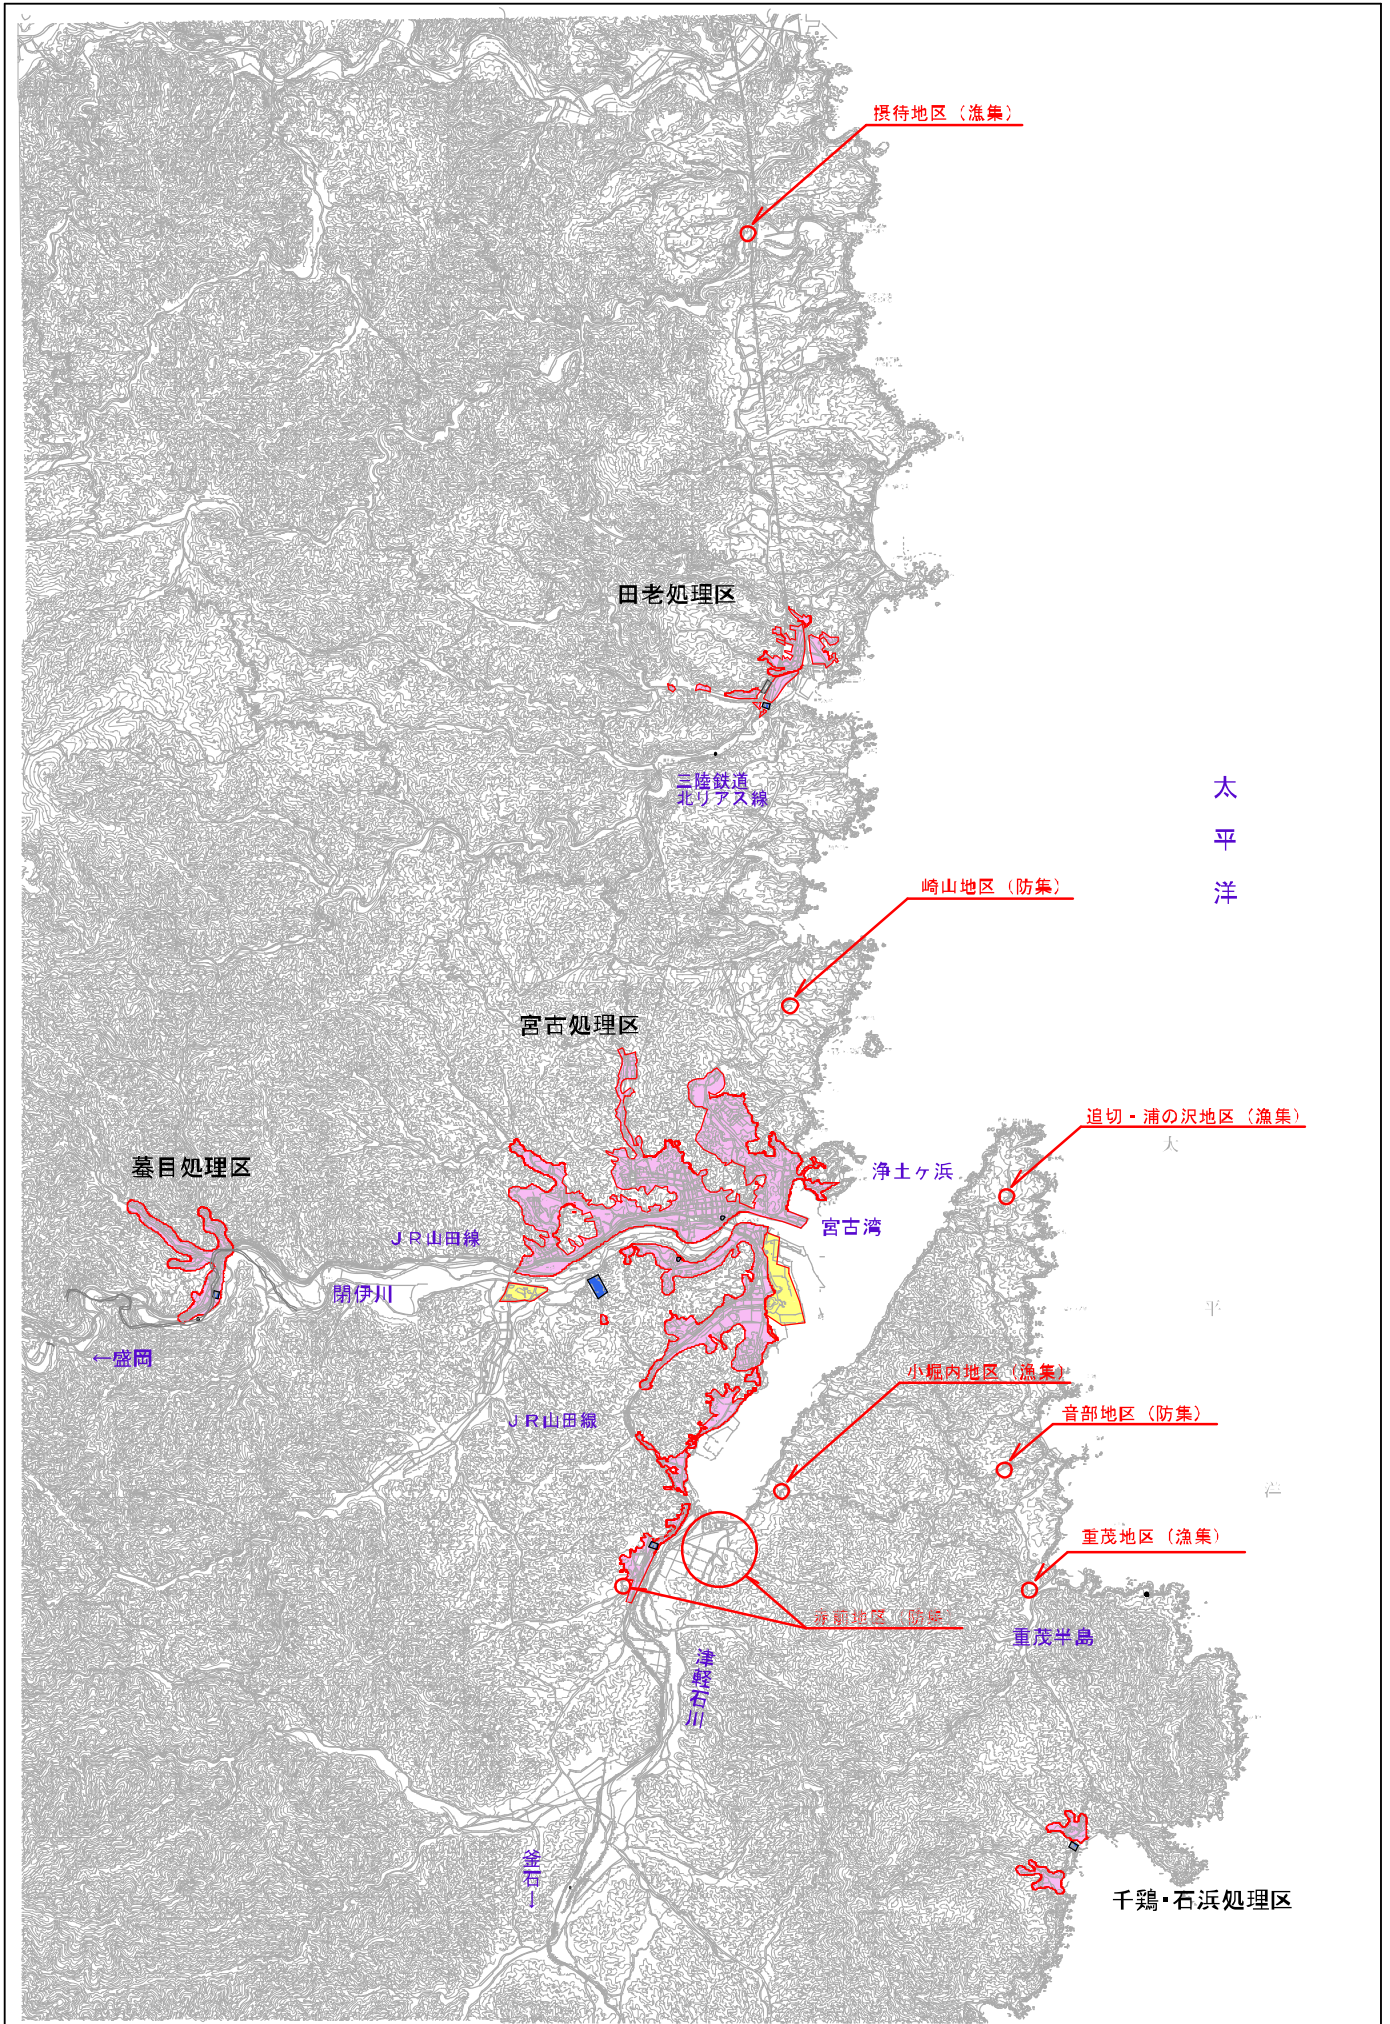 摂待地区（漁集）
田老処理区
三陸鉄道
北リアス線
太
平
洋
崎山地区（防集）
宮古処理区
追切・浦の沢地区（漁集）
太
蟇目処理区
浄土ヶ浜
宮古湾
ＪＲ山田線
閉伊川
平
←盛岡
小堀内地区（漁集）
音部地区（防集）
ＪＲ山田線
洋
重茂地区（漁集）
赤前地区（防集
重茂半島
津軽石川
釜石↓
千鶏・石浜処理区